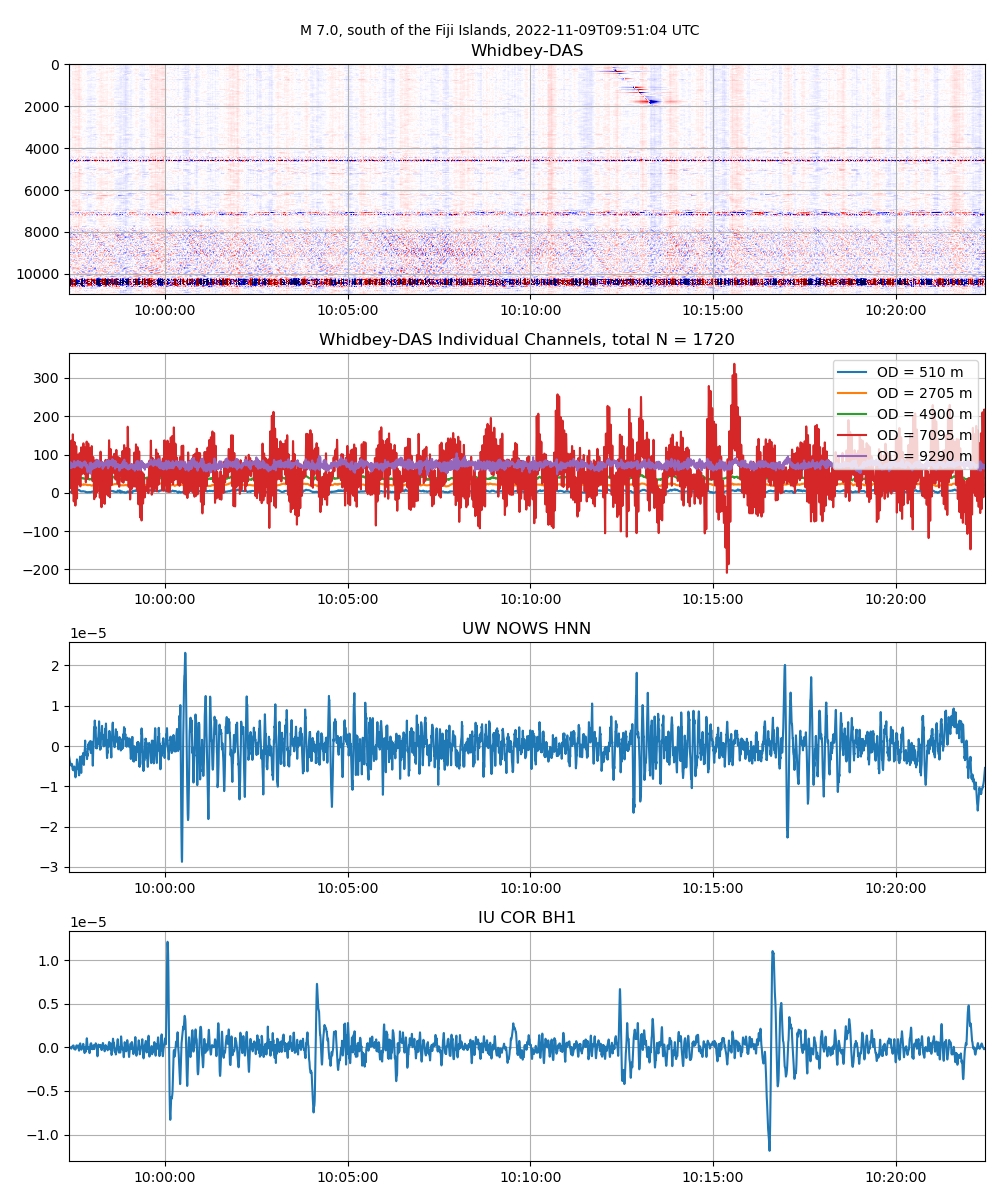 M 7.0, south of the Fiji Islands, 2022-11-09T09:51:04 UTC
Whidbey-DAS
0
2000
4000
6000
8000
10000
10:00:00 10:05:00 10:10:00 10:15:00 10:20:00
Whidbey-DAS Individual Channels, total N = 1720
300
200
100
0
−100
−200
OD = 510 m
OD = 2705 m
OD = 4900 m
OD = 7095 m
OD = 9290 m
10:00:00 10:05:00 10:10:00 10:15:00 10:20:00
1e−5
UW NOWS HNN
2
1
0
−1
−2
−3
10:00:00 10:05:00 10:10:00 10:15:00 10:20:00
1e−5
IU COR BH1
1.0
0.5
0.0
−0.5
−1.0
10:00:00 10:05:00 10:10:00 10:15:00 10:20:00